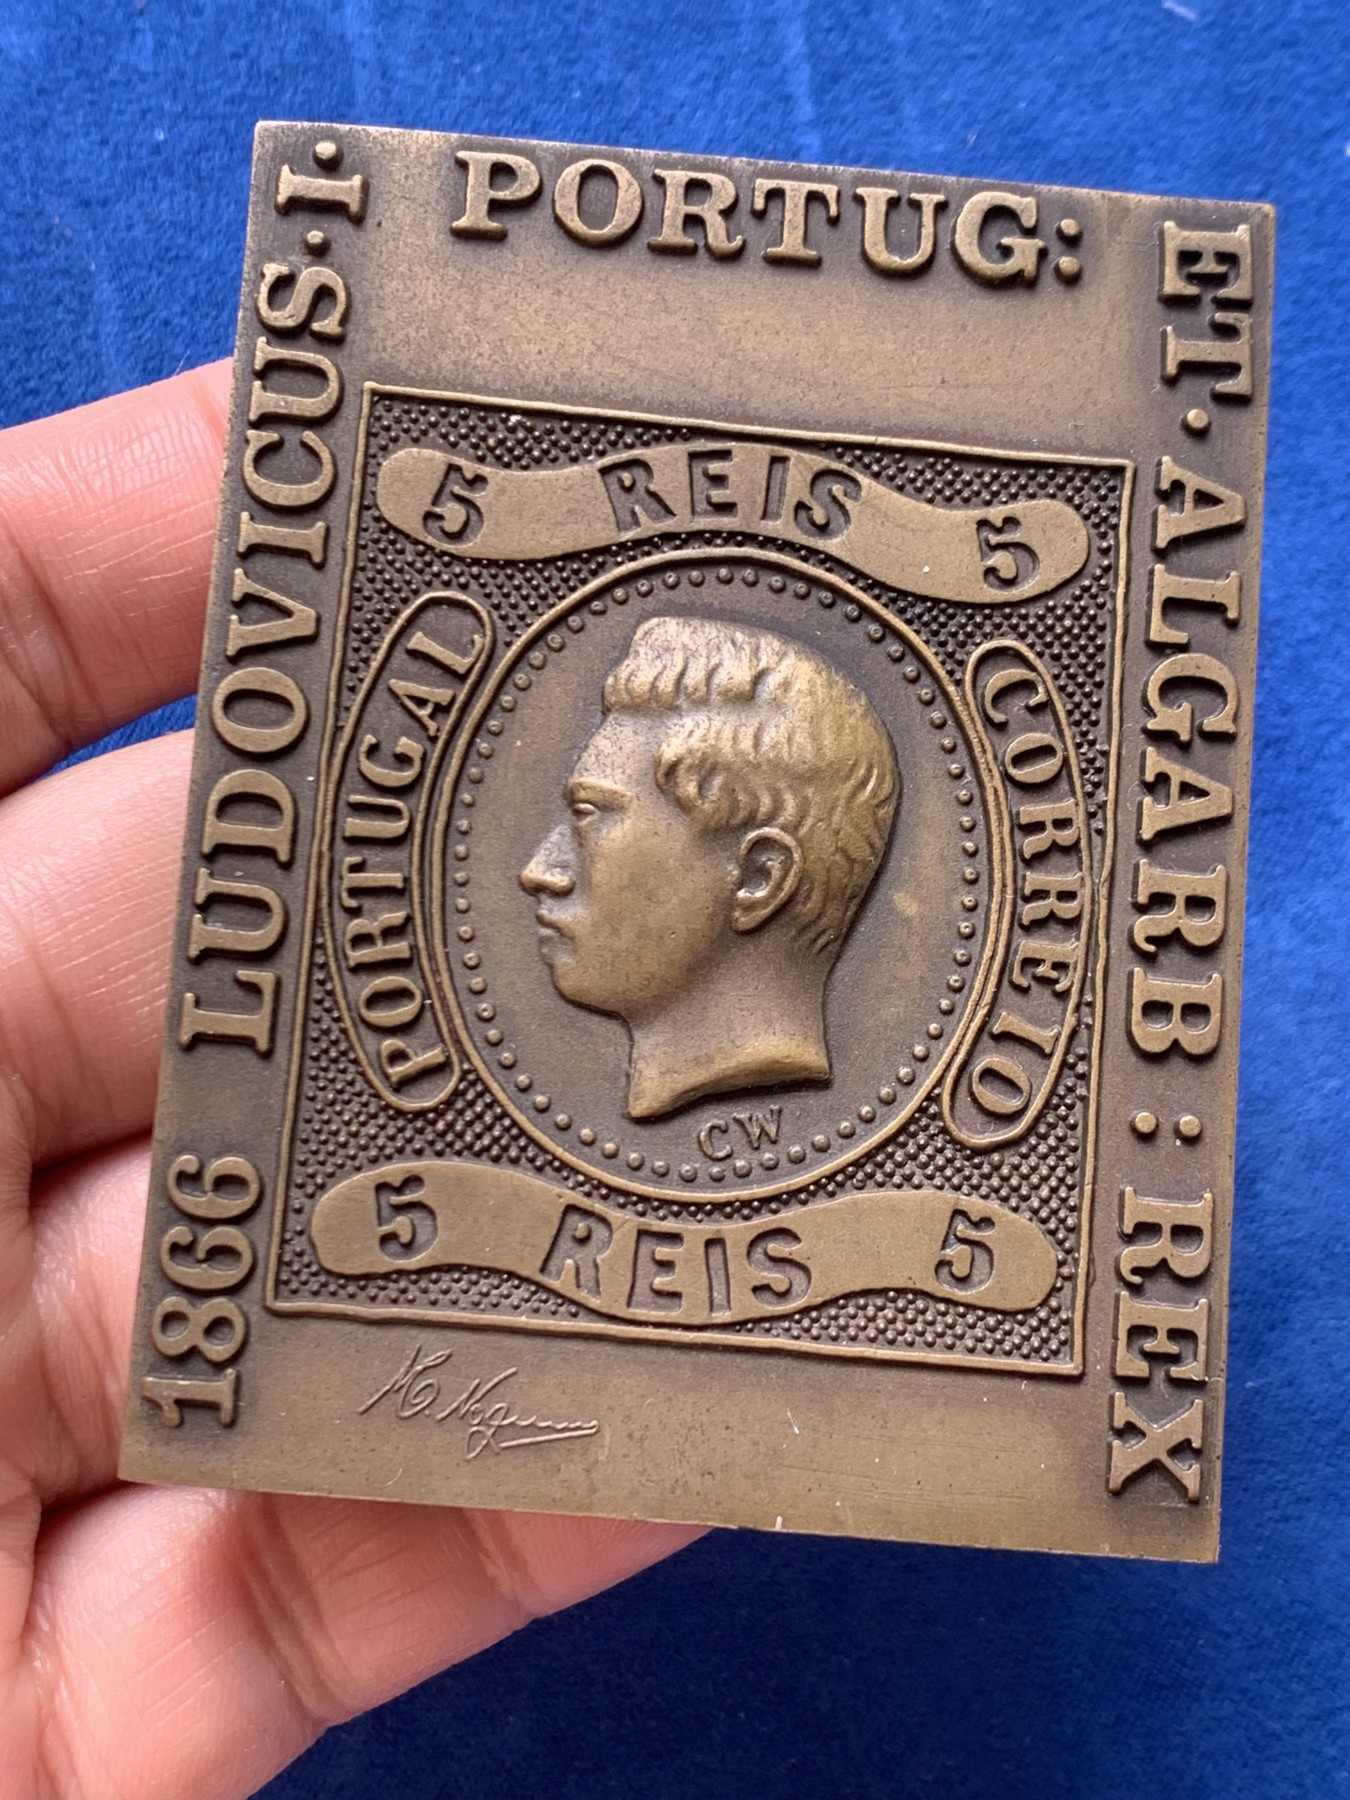 1866 LUDOVICUS · I ·
PORTUG:
ET · ALGARB : REX
5 REIS 5
PORTUGAL
CORREIO
CW
5 REIS 5